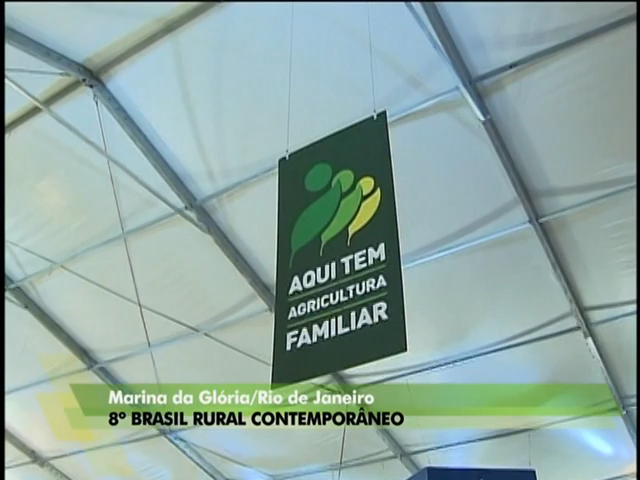 AQUI TEM
AGRICULTURA
FAMILIAR
Marina da Glória/Rio de Janeiro
8º BRASIL RURAL CONTEMPORÂNEO